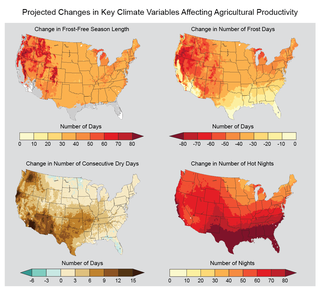 Projected Changes in Key Climate Variables Affecting Agricultural Productivity
Change in Frost-Free Season Length
Number of Days
0 10 20 30 40 50 60 70 80
Change in Number of Frost Days
Number of Days
-80 -70 -60 -50 -40 -30 -20 -10 0
Change in Number of Consecutive Dry Days
Number of Days
-6 -3 0 3 6 9 12 15
Change in Number of Hot Nights
Number of Nights
0 10 20 30 40 50 60 70 80